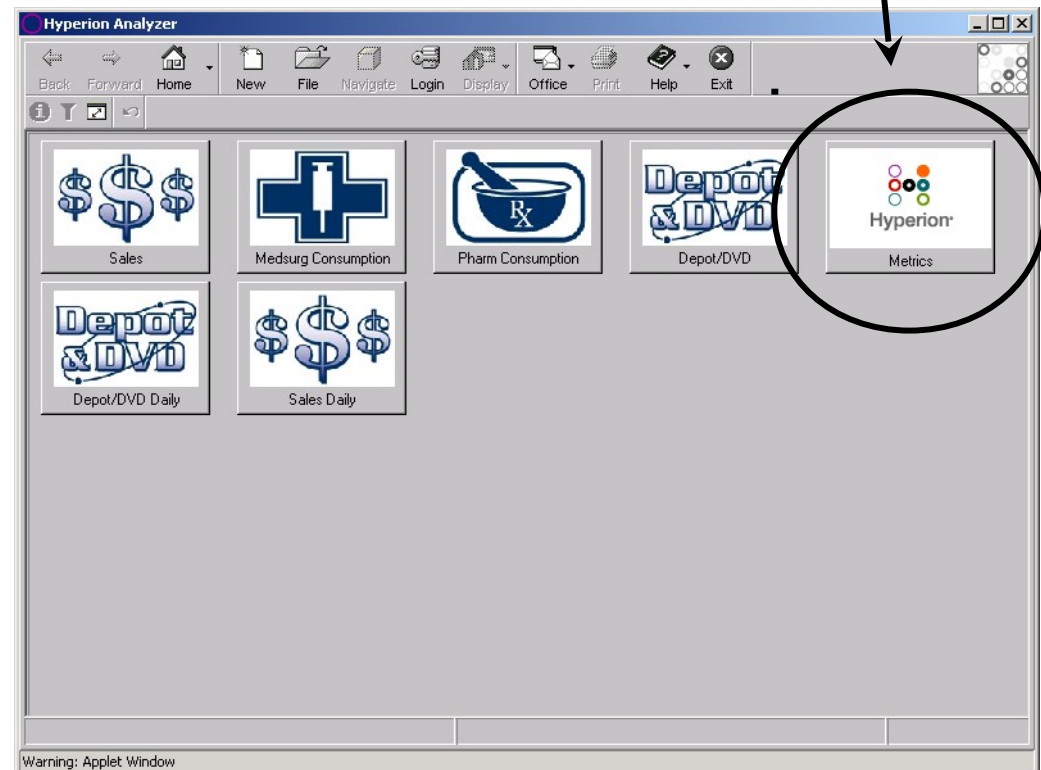 Hyperion Analyzer
Back Forward Home New File Navigate Login Display Office Print Help Exit
$$$ Rx Depot & DVD Hyperion
Sales Medsurg Consumption Pharm Consumption Depot/DVD Metrics
Depot & DVD $$$
Depot/DVD Daily Sales Daily
Warning: Applet Window